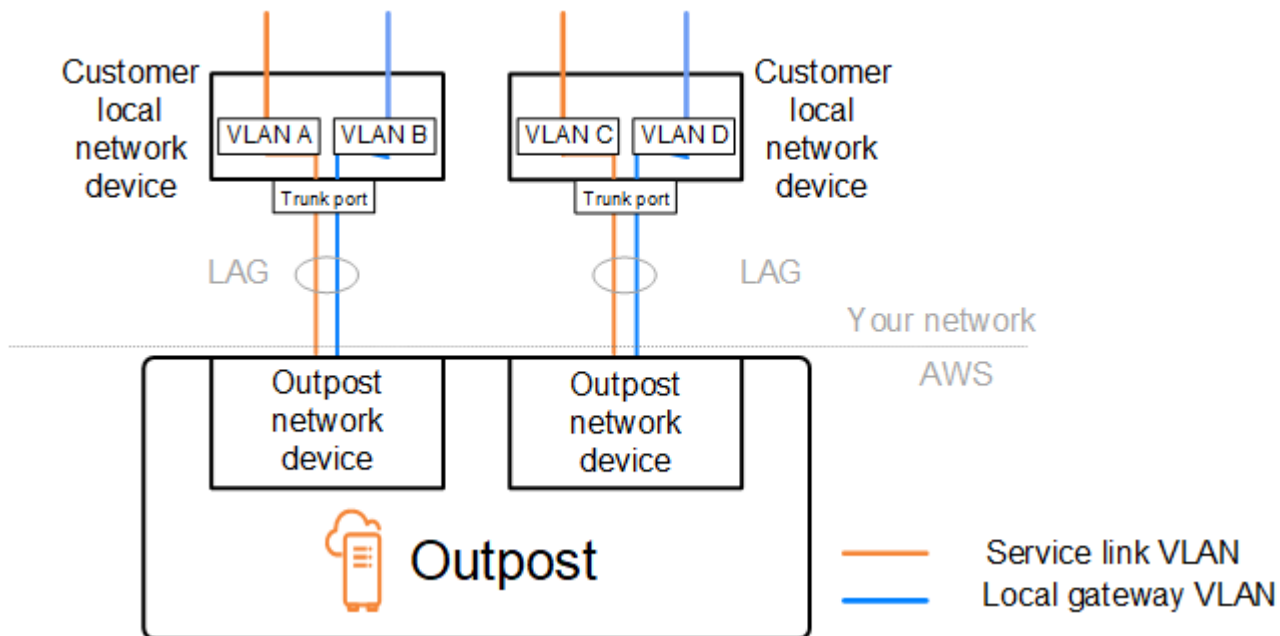 Customer
local
network
device
VLAN A
VLAN B
Trunk port
VLAN C
VLAN D
Trunk port
Customer
local
network
device
LAG
LAG
Your network
AWS
Outpost
network
device
Outpost
network
device
Outpost
Service link VLAN
Local gateway VLAN